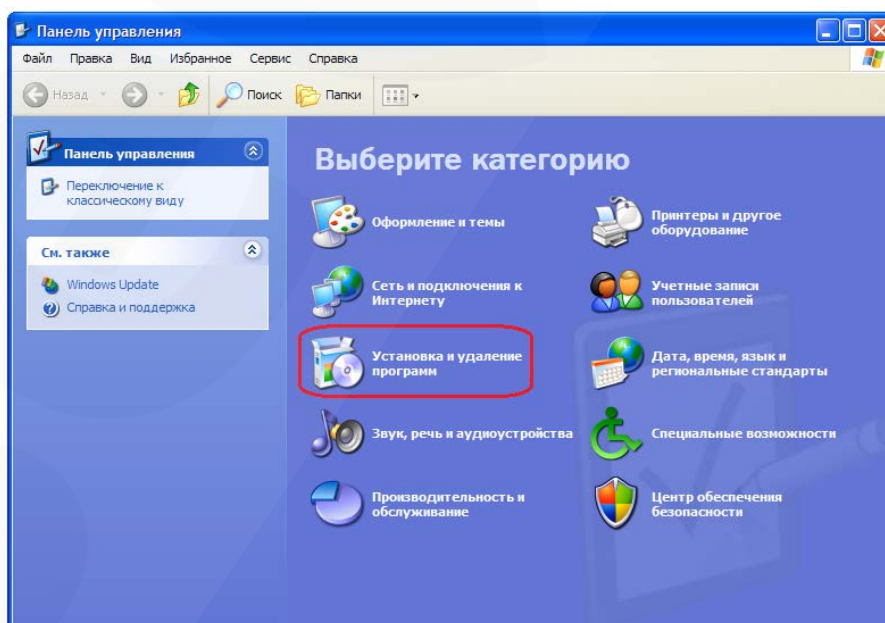 Панель управления
Файл Правка Вид Избранное Сервис Справка
Назад Поиск Папки
Панель управления
Переключение к
классическому виду
См. также
Windows Update
Справка и поддержка
Выберите категорию
Оформление и темы
Принтеры и другое
оборудование
Сеть и подключения к
Интернету
Учетные записи
пользователей
Установка и удаление
программ
Дата, время, язык и
региональные стандарты
Звук, речь и аудиоустройства
Специальные возможности
Производительность и
обслуживание
Центр обеспечения
безопасности